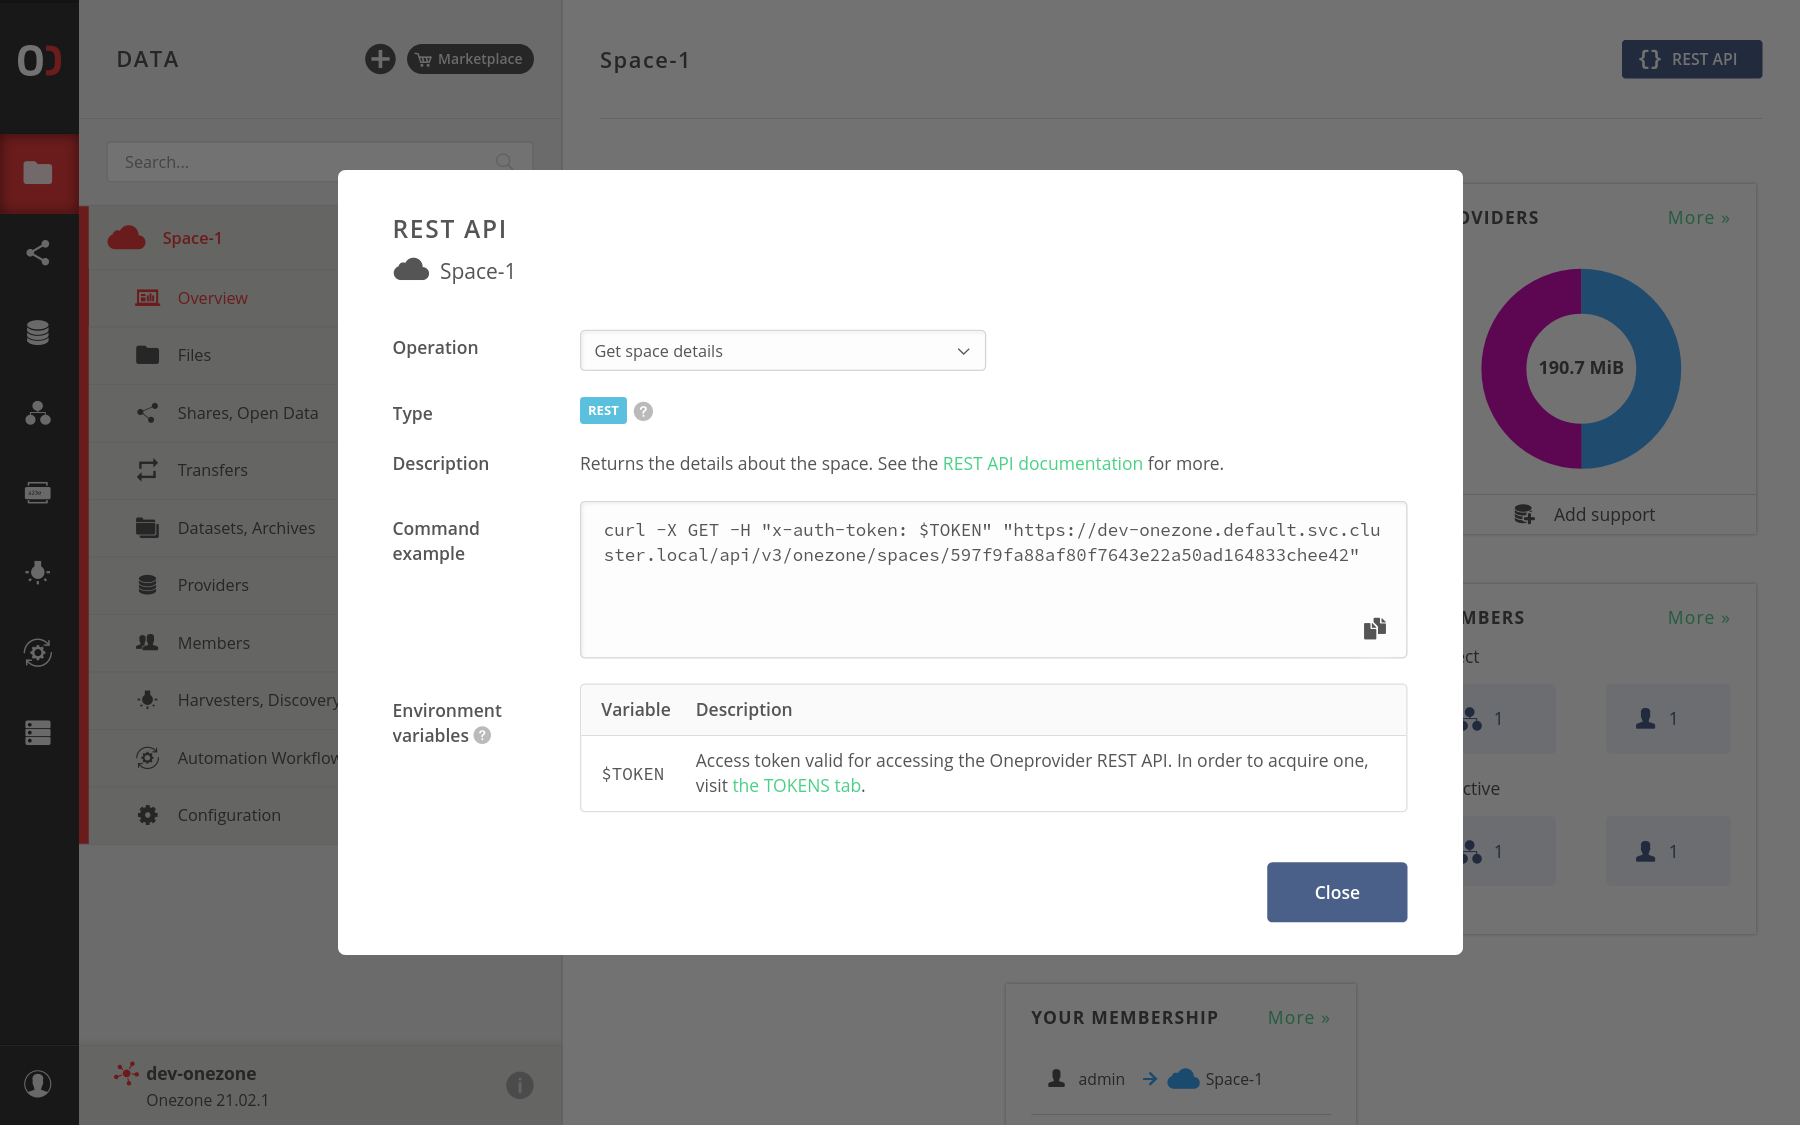 DATA
Marketplace
Space-1
{} REST API
Search...
Space-1
Overview
Files
Shares, Open Data
Transfers
Datasets, Archives
Providers
Members
Harvesters, Discovery
Automation Workflow
Configuration
dev-onezone
Onezone 21.02.1
REST API
Space-1
Operation
Get space details
Type
REST ?
Description
Returns the details about the space. See the REST API documentation for more.
Command
example
curl -X GET -H "x-auth-token: $TOKEN" "https://dev-onezone.default.svc.clu
ster.local/api/v3/onezone/spaces/597f9fa88af80f7643e22a50ad164833chee42"
Environment
variables ?
Variable Description
$TOKEN
Access token valid for accessing the Oneprovider REST API. In order to acquire one,
visit the TOKENS tab.
Close
OVIDERS More »
190.7 MiB
Add support
MBERS More »
ect
1 1
ctive
1 1
YOUR MEMBERSHIP More »
admin Space-1